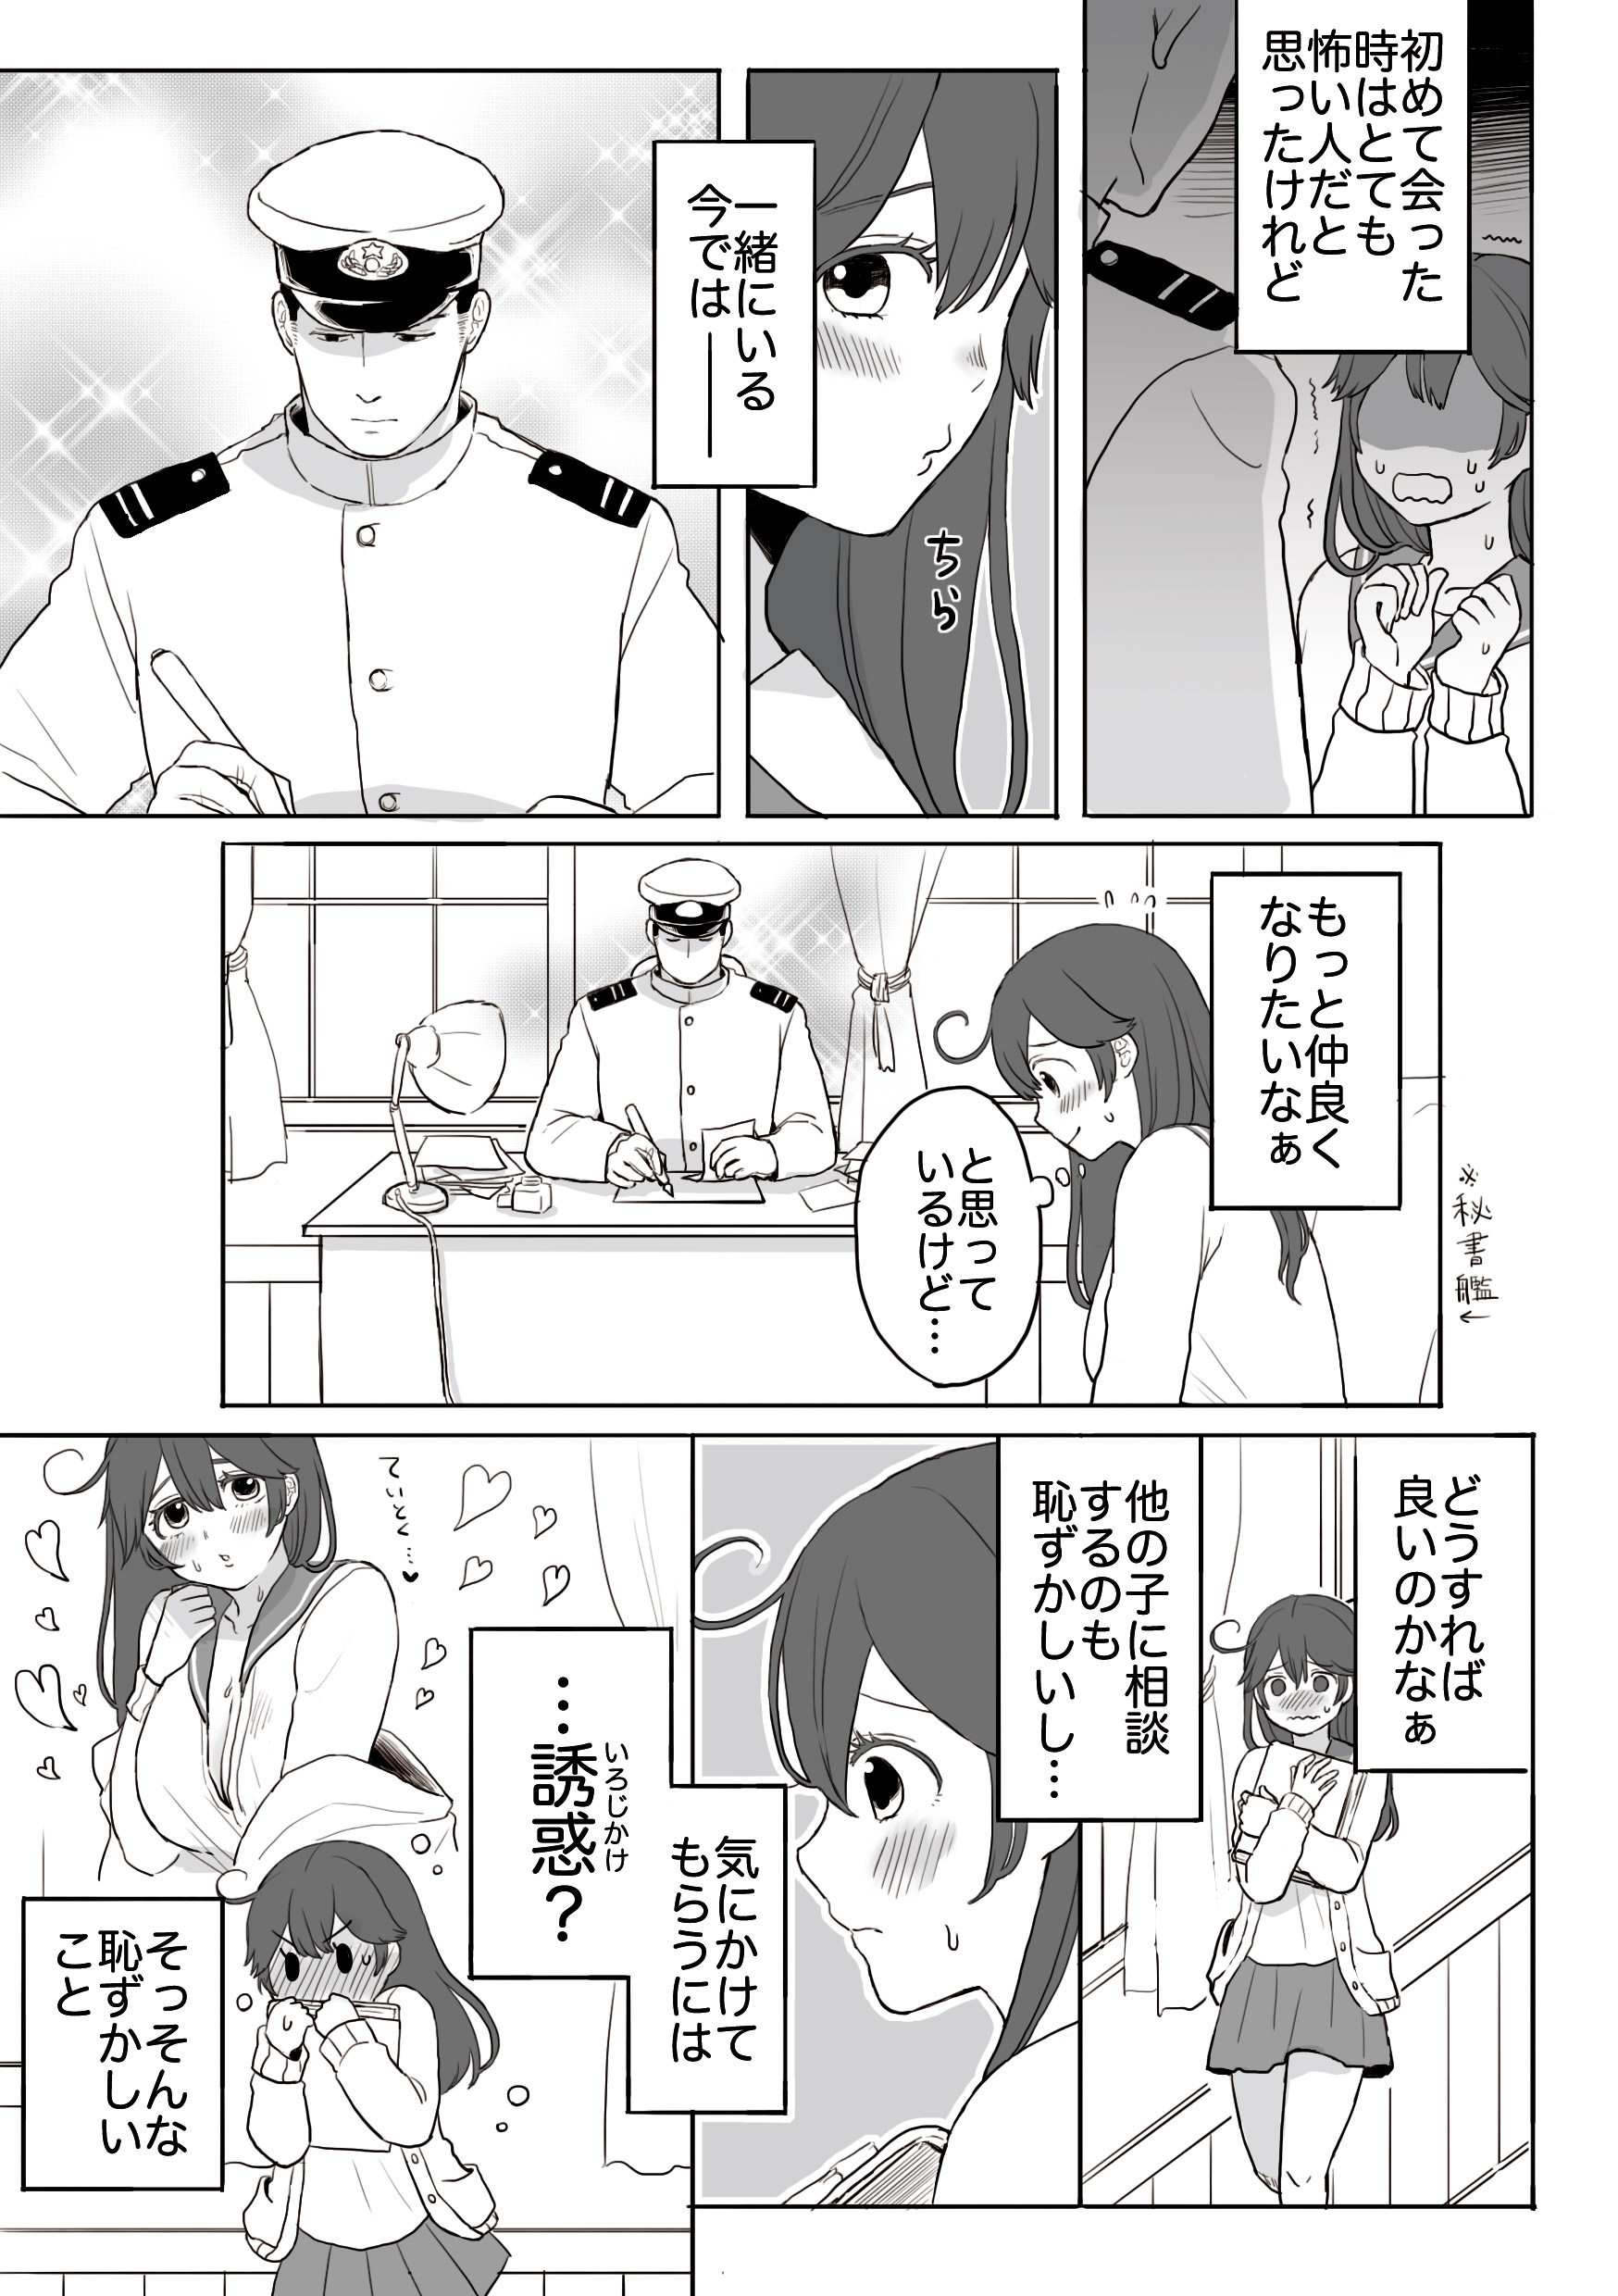 初めて会った
時はとても
怖い人だと
思ったけれど
ちら
一緒にいる
今では――
もっと仲良く
なりたいなぁ
※秘書艦←
と思って
いるけど…
どうすれば
良いのかなぁ
他の子に相談
するのも
恥ずかしいし…
気にかけて
もらうには
…誘惑？
いろじかけ
ていとく…♥
そっそんな
恥ずかしい
こと